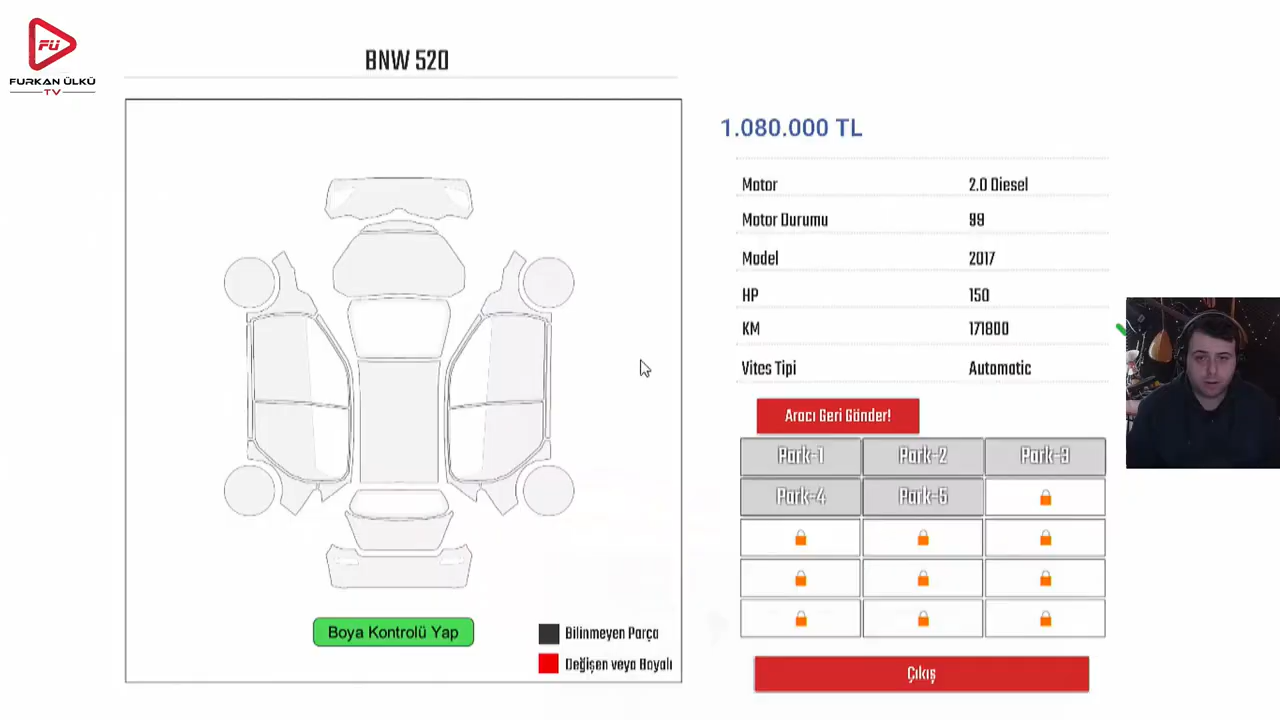 FU
FURKAN ÜLKÜ
TV
BNW 520
1.080.000 TL
Motor 2.0 Diesel
Motor Durumu 99
Model 2017
HP 150
KM 171800
Vites Tipi Automatic
Aracı Geri Gönder!
Park-1 Park-2 Park-3
Park-4 Park-5
Boya Kontrolü Yap
Bilinmeyen Parça
Değişen veya Boyalı
Çıkış